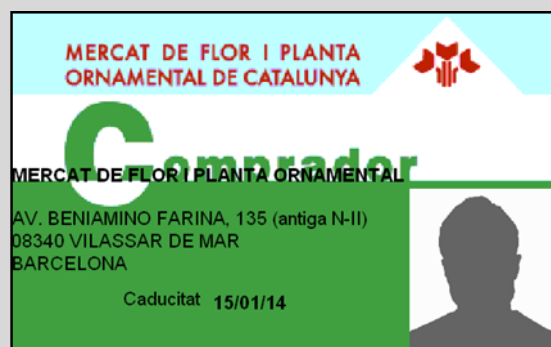 MERCAT DE FLOR I PLANTA
ORNAMENTAL DE CATALUNYA
Comprador
MERCAT DE FLOR I PLANTA ORNAMENTAL
AV. BENIAMINO FARINA, 135 (antiga N-II)
08340 VILASSAR DE MAR
BARCELONA
Caducitat 15/01/14